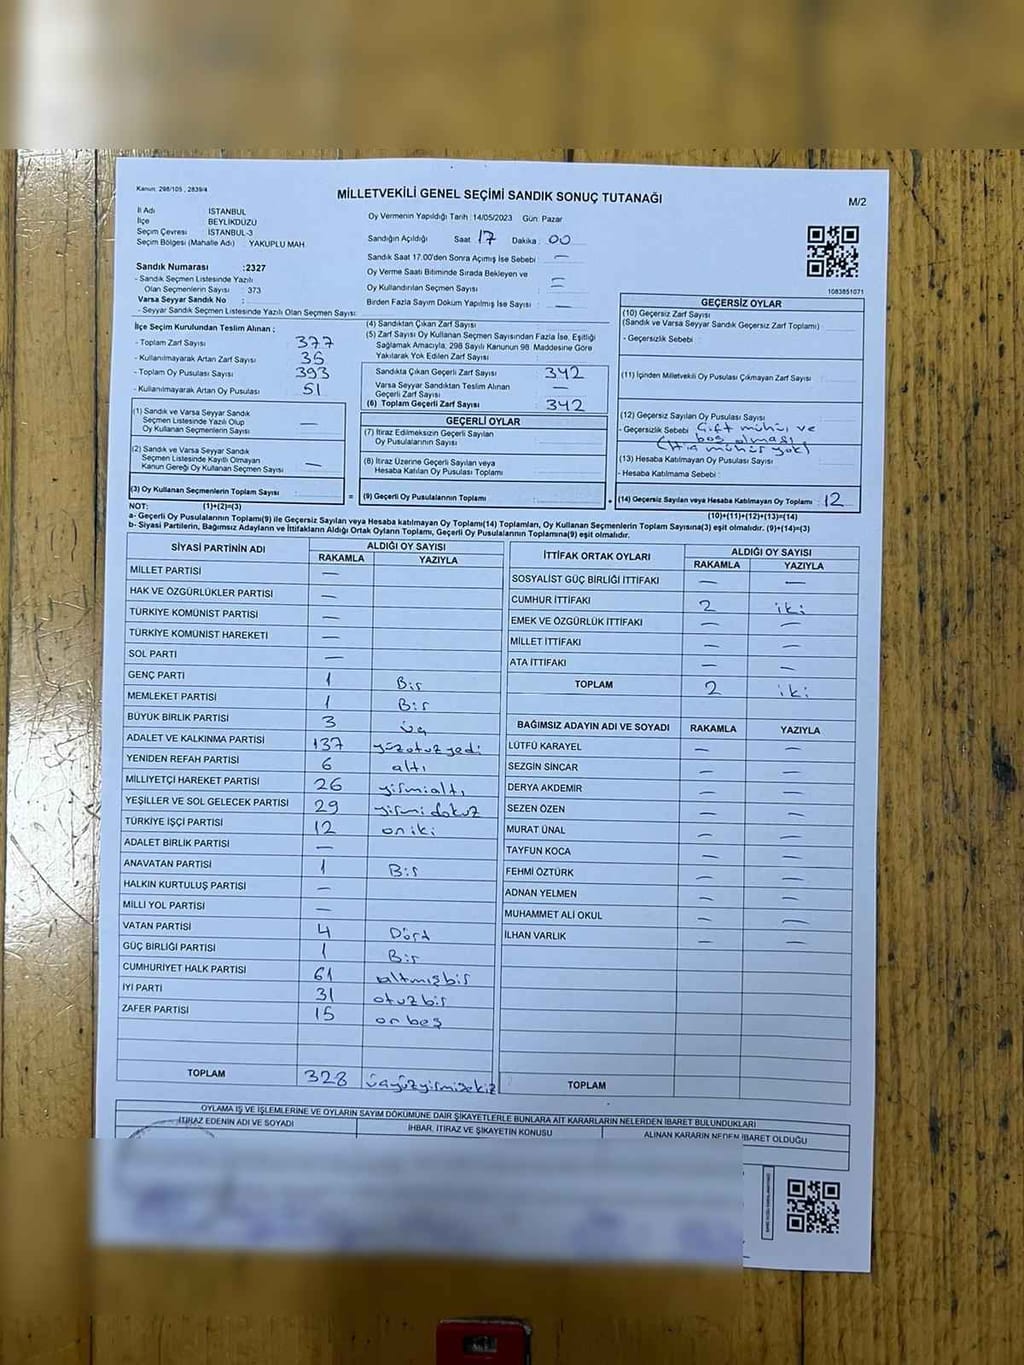 Kanun: 298/105 , 2839/4
MİLLETVEKİLİ GENEL SEÇİMİ SANDIK SONUÇ TUTANAĞI
M/2
İl Adı İSTANBUL
İlçe BEYLİKDÜZÜ
Seçim Çevresi İSTANBUL-3
Seçim Bölgesi (Mahalle Adı) : YAKUPLU MAH.
Oy Vermenin Yapıldığı Tarih : 14/05/2023 Gün: Pazar
Sandığın Açıldığı Saat : 17 Dakika : 00
Sandık Saat 17.00'den Sonra Açımış İse Sebebi : —
Oy Verme Saati Bitiminde Sırada Bekleyen ve
Oy Kullandırılan Seçmen Sayısı : —
Birden Fazla Sayım Döküm Yapılmış İse Sayısı : —
1083851071
Sandık Numarası :2327
- Sandık Seçmen Listesinde Yazılı
Olan Seçmenlerin Sayısı : 373
Varsa Seyyar Sandık No :
- Seyyar Sandık Seçmen Listesinde Yazılı Olan Seçmen Sayısı:
İlçe Seçim Kurulundan Teslim Alınan ;
- Toplam Zarf Sayısı : 377
- Kullanılmayarak Artan Zarf Sayısı : 35
- Toplam Oy Pusulası Sayısı : 393
- Kullanılmayarak Artan Oy Pusulası : 51
(1) Sandık ve Varsa Seyyar Sandık
Seçmen Listesinde Yazılı Olup
Oy Kullanan Seçmenlerin Sayısı : —
(2) Sandık ve Varsa Seyyar Sandık
Seçmen Listesinde Kayıtlı Olmayan
Kanun Gereği Oy Kullanan Seçmen Sayısı : —
(3) Oy Kullanan Seçmenlerin Toplam Sayısı :
(4) Sandıktan Çıkan Zarf Sayısı :
(5) Zarf Sayısı Oy Kullanan Seçmen Sayısından Fazla İse, Eşitliği
Sağlamak Amacıyla; 298 Sayılı Kanunun 98. Maddesine Göre
Yakılarak Yok Edilen Zarf Sayısı :
Sandıkta Çıkan Geçerli Zarf Sayısı : 342
Varsa Seyyar Sandıktan Teslim Alınan
Geçerli Zarf Sayısı : —
(6) Toplam Geçerli Zarf Sayısı : 342
GEÇERLİ OYLAR
(7) İtiraz Edilmeksizin Geçerli Sayılan
Oy Pusulalarının Sayısı :
(8) İtiraz Üzerine Geçerli Sayılan veya
Hesaba Katılan Oy Pusulası Toplamı :
= (9) Geçerli Oy Pusulalarının Toplamı :
GEÇERSİZ OYLAR
(10) Geçersiz Zarf Sayısı
(Sandık ve Varsa Seyyar Sandık Geçersiz Zarf Toplamı) :
- Geçersizlik Sebebi :
(11) İçinden Milletvekili Oy Pusulası Çıkmayan Zarf Sayısı :
(12) Geçersiz Sayılan Oy Pusulası Sayısı :
- Geçersizlik Sebebi : çift mühür ve
boş olması
(Hiç mühür yok)
(13) Hesaba Katılmayan Oy Pusulası Sayısı :
- Hesaba Katılmama Sebebi :
+ (14) Geçersiz Sayılan veya Hesaba Katılmayan Oy Toplamı : 12
NOT: (1)+(2)=(3)
(10)+(11)+(12)+(13)=(14)
a- Geçerli Oy Pusulalarının Toplamı(9) ile Geçersiz Sayılan veya Hesaba katılmayan Oy Toplamı(14) Toplamları, Oy Kullanan Seçmenlerin Toplam Sayısına(3) eşit olmalıdır. (9)+(14)=(3)
b- Siyasi Partilerin, Bağımsız Adayların ve İttifakların Aldığı Ortak Oyların Toplamı, Geçerli Oy Pusulalarının Toplamına(9) eşit olmalıdır.
SİYASİ PARTİNİN ADI ALDIĞI OY SAYISI
RAKAMLA YAZIYLA
MİLLET PARTİSİ —
HAK VE ÖZGÜRLÜKLER PARTİSİ —
TÜRKİYE KOMÜNİST PARTİSİ —
TÜRKİYE KOMÜNİST HAREKETİ —
SOL PARTİ —
GENÇ PARTİ 1 Bir
MEMLEKET PARTİSİ 1 Bir
BÜYÜK BİRLİK PARTİSİ 3 üç
ADALET VE KALKINMA PARTİSİ 137 yüzotuzyedi
YENİDEN REFAH PARTİSİ 6 altı
MİLLİYETÇİ HAREKET PARTİSİ 26 yirmialtı
YEŞİLLER VE SOL GELECEK PARTİSİ 29 yirmidokuz
TÜRKİYE İŞÇİ PARTİSİ 12 oniki
ADALET BİRLİK PARTİSİ —
ANAVATAN PARTİSİ 1 Bir
HALKIN KURTULUŞ PARTİSİ —
MİLLİ YOL PARTİSİ —
VATAN PARTİSİ 4 Dört
GÜÇ BİRLİĞİ PARTİSİ 1 Bir
CUMHURİYET HALK PARTİSİ 61 altmışbir
İYİ PARTİ 31 otuzbir
ZAFER PARTİSİ 15 onbeş
TOPLAM 328 üçyüzyirmisekiz
İTTİFAK ORTAK OYLARI ALDIĞI OY SAYISI
RAKAMLA YAZIYLA
SOSYALİST GÜÇ BİRLİĞİ İTTİFAKI — —
CUMHUR İTTİFAKI 2 iki
EMEK VE ÖZGÜRLÜK İTTİFAKI — —
MİLLET İTTİFAKI — —
ATA İTTİFAKI — —
TOPLAM 2 iki
BAĞIMSIZ ADAYIN ADI VE SOYADI RAKAMLA YAZIYLA
LÜTFÜ KARAYEL — —
SEZGİN SİNCAR — —
DERYA AKDEMİR — —
SEZEN ÖZEN — —
MURAT ÜNAL — —
TAYFUN KOCA — —
FEHMİ ÖZTÜRK — —
ADNAN YELMEN — —
MUHAMMET ALİ OKUL — —
İLHAN VARLIK — —
TOPLAM
OYLAMA İŞ VE İŞLEMLERİNE VE OYLARIN SAYIM DÖKÜMÜNE DAİR ŞİKAYETLERLE BUNLARA AİT KARARLARIN NELERDEN İBARET BULUNDUKLARI
İTİRAZ EDENİN ADI VE SOYADI İHBAR, İTİRAZ VE ŞİKAYETİN KONUSU ALINAN KARARIN NEDEN İBARET OLDUĞU